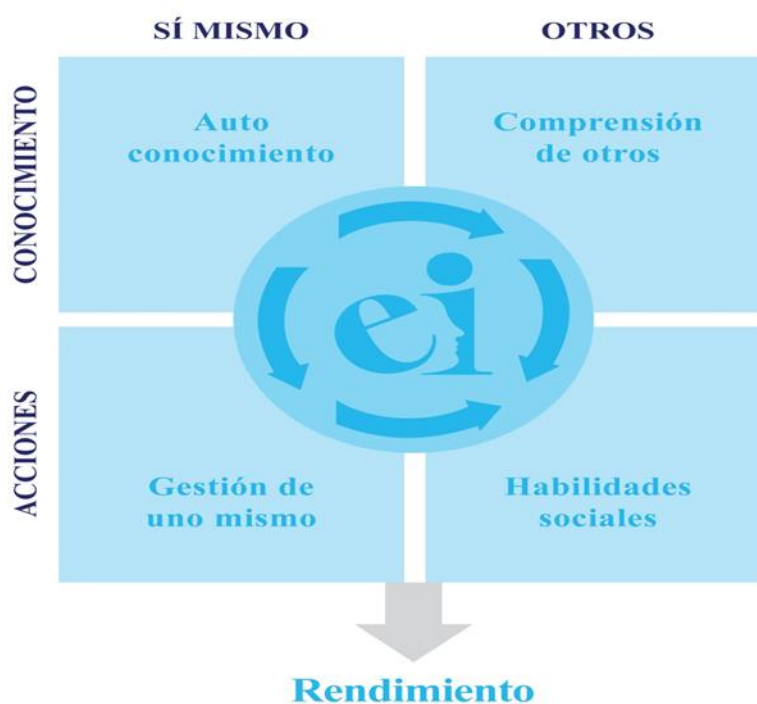 SÍ MISMO
OTROS
CONOCIMIENTO
Auto
conocimiento
Comprensión
de otros
ei
ACCIONES
Gestión de
uno mismo
Habilidades
sociales
Rendimiento